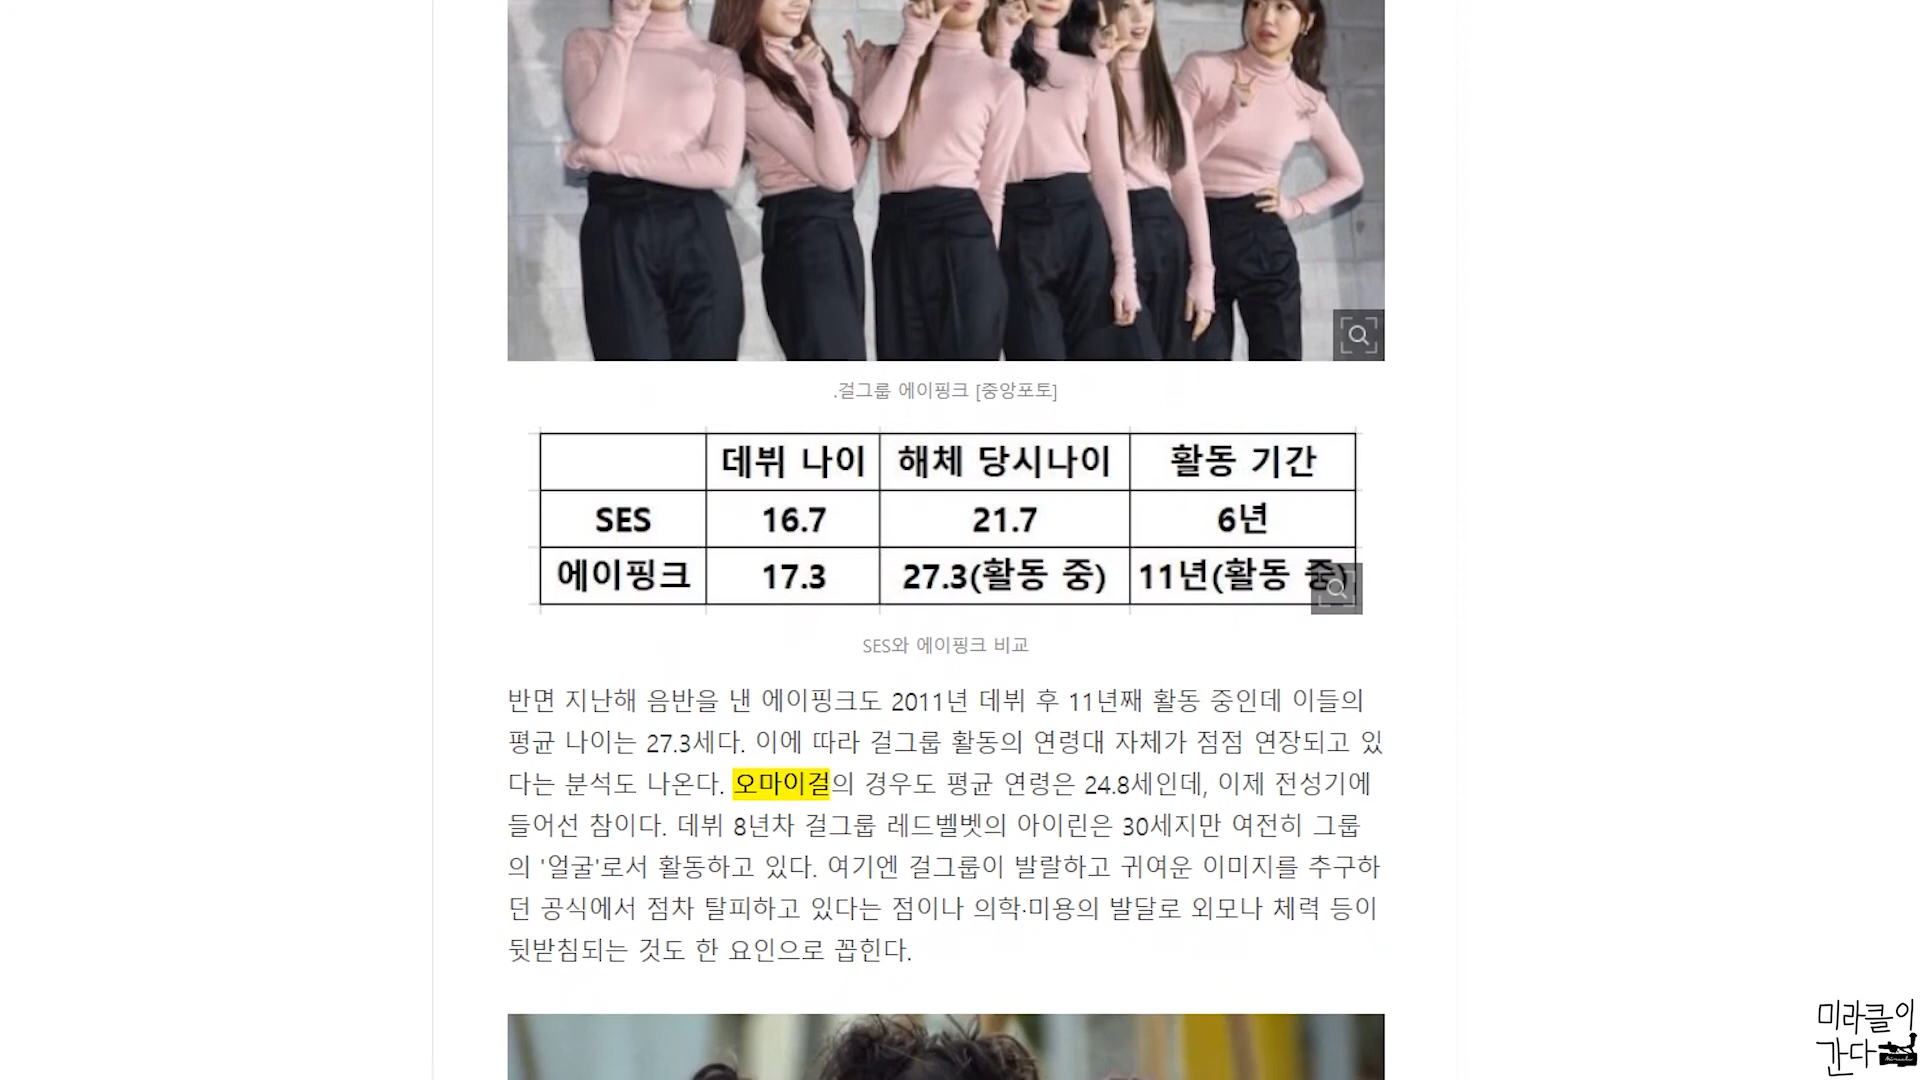 .걸그룹 에이핑크 [중앙포토]
데뷔 나이 해체 당시나이 활동 기간
SES 16.7 21.7 6년
에이핑크 17.3 27.3(활동 중) 11년(활동 중)
SES와 에이핑크 비교
반면 지난해 음반을 낸 에이핑크도 2011년 데뷔 후 11년째 활동 중인데 이들의
평균 나이는 27.3세다. 이에 따라 걸그룹 활동의 연령대 자체가 점점 연장되고 있
다는 분석도 나온다. 오마이걸의 경우도 평균 연령은 24.8세인데, 이제 전성기에
들어선 참이다. 데뷔 8년차 걸그룹 레드벨벳의 아이린은 30세지만 여전히 그룹
의 '얼굴'로서 활동하고 있다. 여기엔 걸그룹이 발랄하고 귀여운 이미지를 추구하
던 공식에서 점차 탈피하고 있다는 점이나 의학·미용의 발달로 외모나 체력 등이
뒷받침되는 것도 한 요인으로 꼽힌다.
미라클이
간다